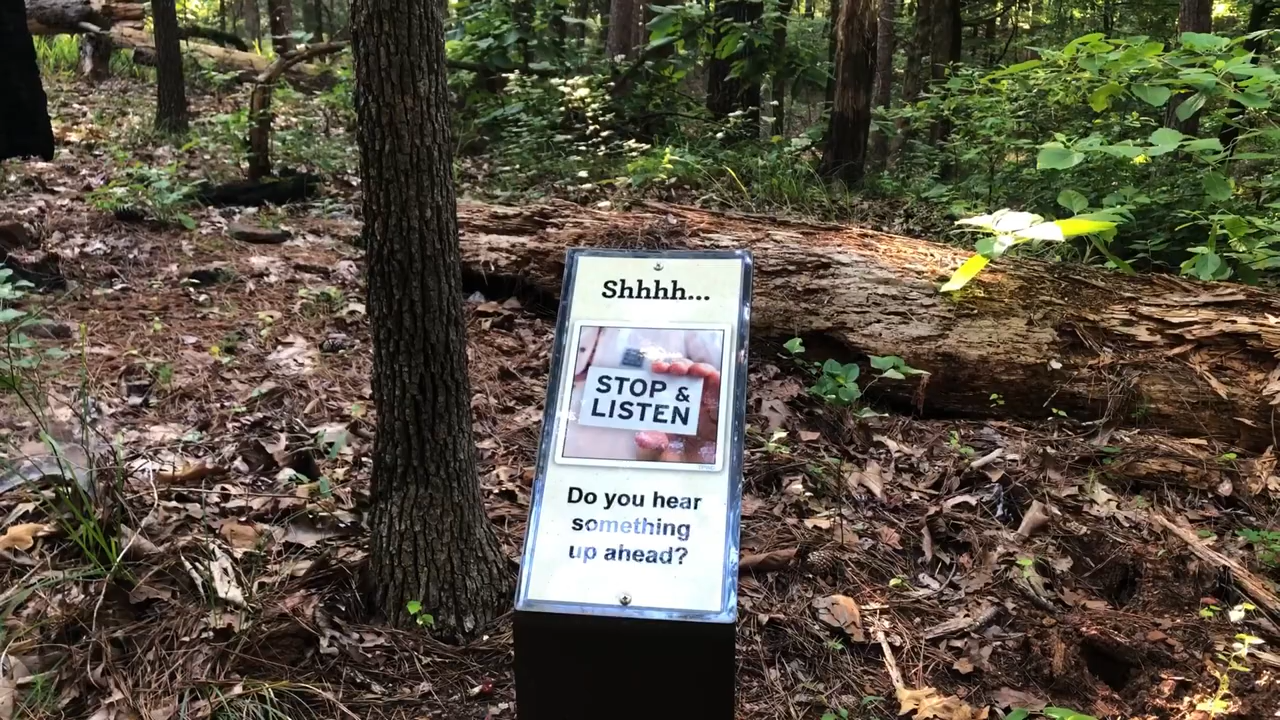 Shhhh...
STOP &
LISTEN
Do you hear
something
up ahead?